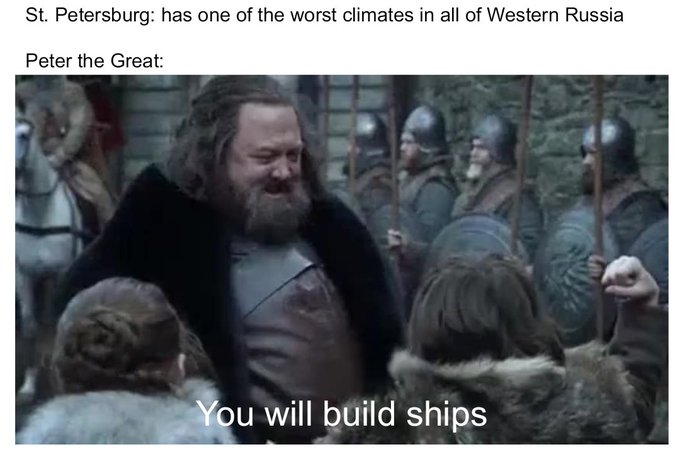 St. Petersburg: has one of the worst climates in all of Western Russia
Peter the Great:
You will build ships